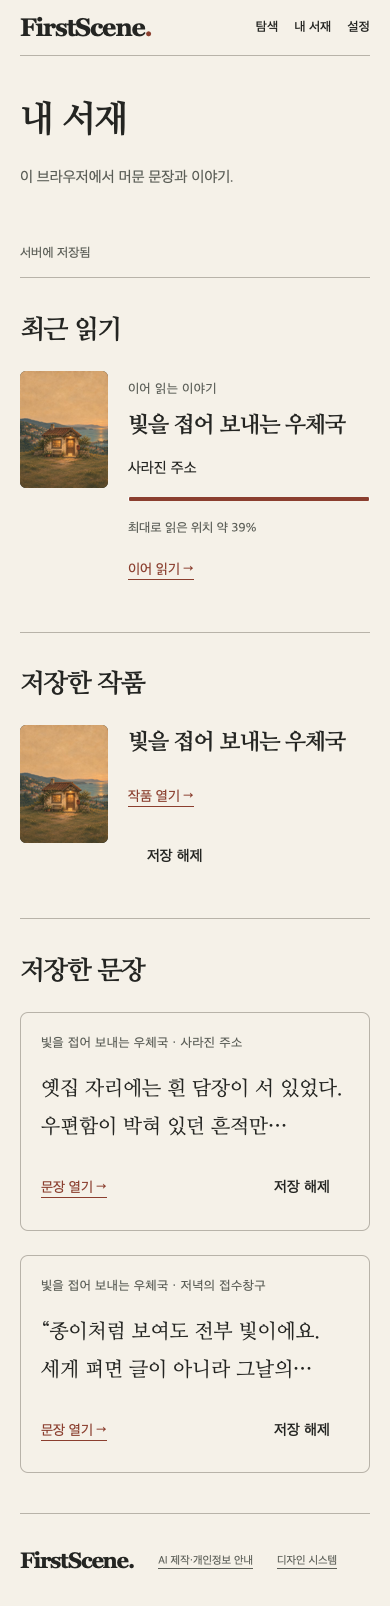 FirstScene.
탐색 내 서재 설정
내 서재
이 브라우저에서 머문 문장과 이야기.
서버에 저장됨
최근 읽기
이어 읽는 이야기
빛을 접어 보내는 우체국
사라진 주소
최대로 읽은 위치 약 39%
이어 읽기 →
저장한 작품
빛을 접어 보내는 우체국
작품 열기 →
저장 해제
저장한 문장
빛을 접어 보내는 우체국 · 사라진 주소
옛집 자리에는 흰 담장이 서 있었다.
우편함이 박혀 있던 흔적만…
문장 열기 → 저장 해제
빛을 접어 보내는 우체국 · 저녁의 접수창구
“종이처럼 보여도 전부 빛이에요.
세게 펴면 글이 아니라 그날의…
문장 열기 → 저장 해제
FirstScene. AI 제작·개인정보 안내 디자인 시스템